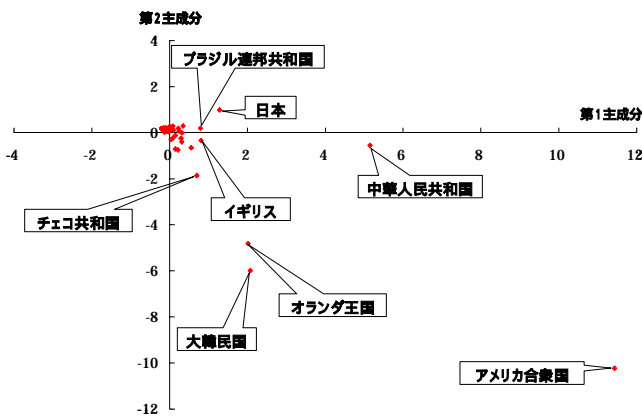 第2主成分
4
ブラジル連邦共和国
2
日本
第1主成分
0
-4
-2
0
2
4
6
8
10
12
中華人民共和国
-2
イギリス
チェコ共和国
-4
オランダ王国
-6
大韓民国
-8
アメリカ合衆国
-10
-12